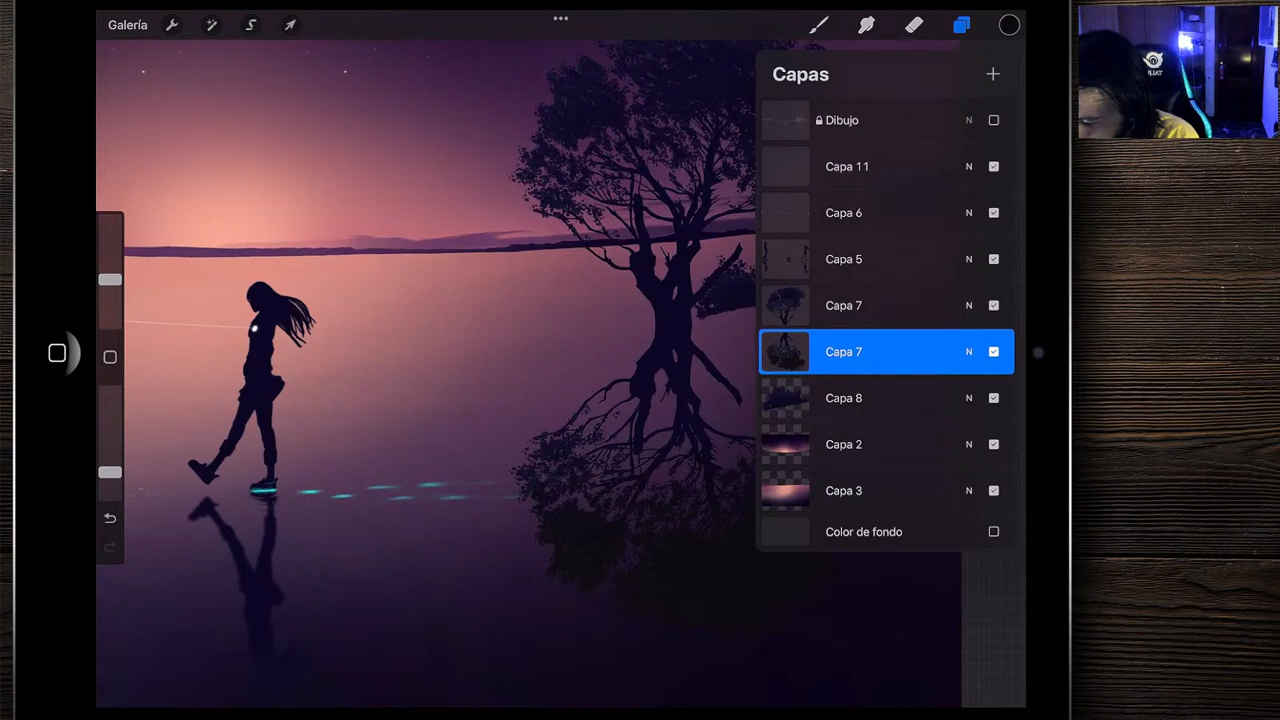 Galería
Capas
Dibujo N
Capa 11 N
Capa 6 N
Capa 5 N
Capa 7 N
Capa 7 N
Capa 8 N
Capa 2 N
Capa 3 N
Color de fondo